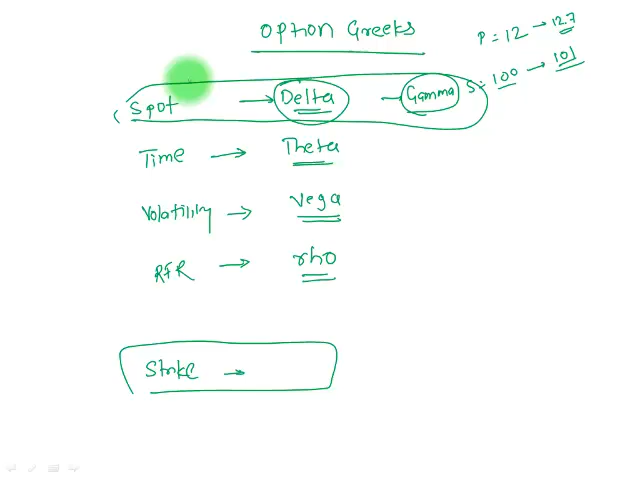 Option Greeks
P = 12 → 12.7
S = 100 → 101
Spot → Delta → Gamma
Time → Theta
Volatility → Vega
RFR → rho
Strike →